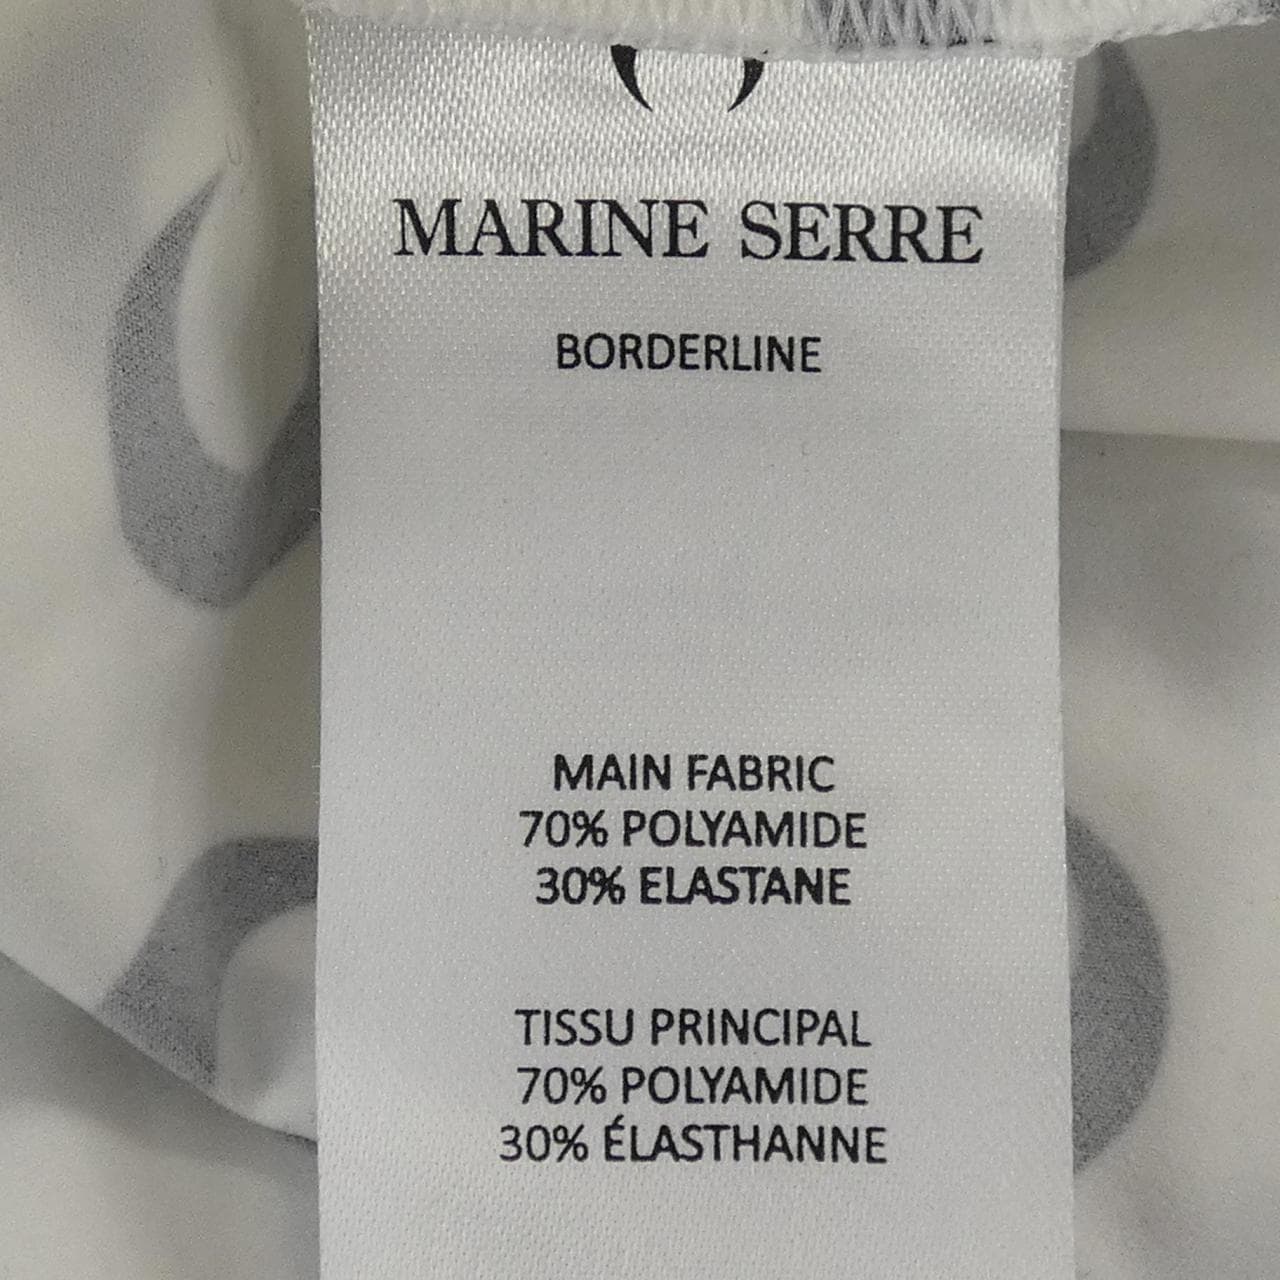 MARINE SERRE
BORDERLINE
MAIN FABRIC
70% POLYAMIDE
30% ELASTANE
TISSU PRINCIPAL
70% POLYAMIDE
30% ÉLASTHANNE